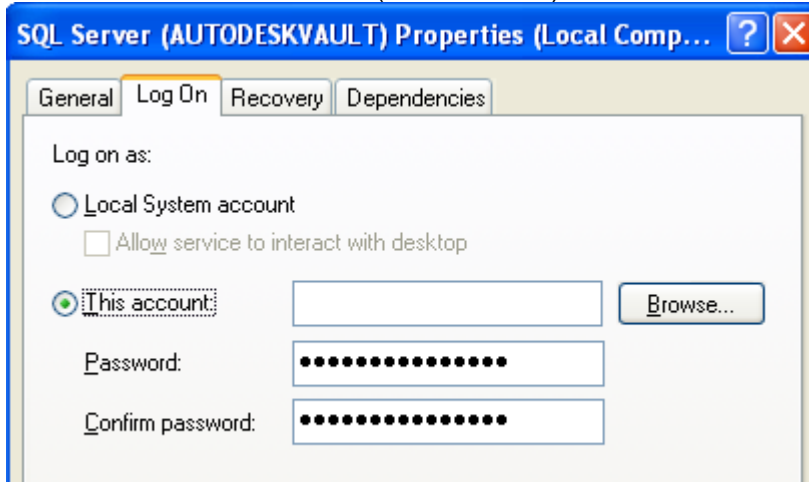 SQL Server (AUTODESKVAULT) Properties (Local Comp...
General Log On Recovery Dependencies
Log on as:
Local System account
Allow service to interact with desktop
This account: Browse...
Password: •••••••••••••••
Confirm password: •••••••••••••••